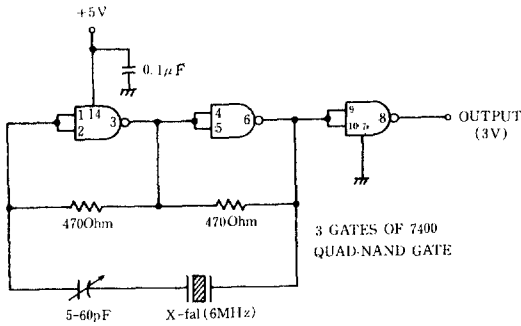 +5V
0.1μF
1 14
2
3
4
5
6
9
10 7
8
OUTPUT
(3V)
470Ohm
470Ohm
3 GATES OF 7400
QUAD-NAND GATE
5-60pF
X-fal(6MHz)